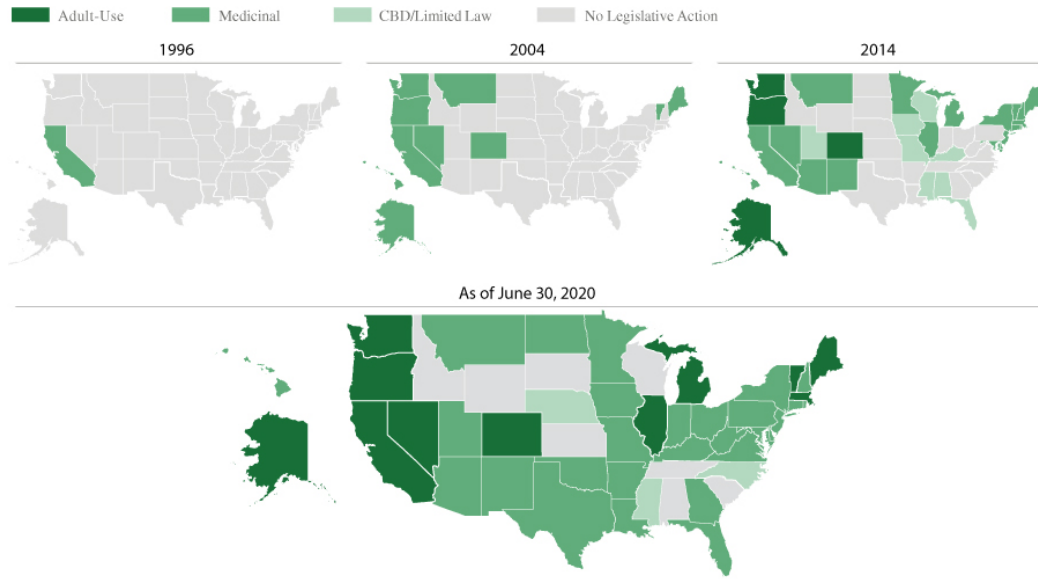 Adult-Use Medicinal CBD/Limited Law No Legislative Action
1996 2004 2014
As of June 30, 2020